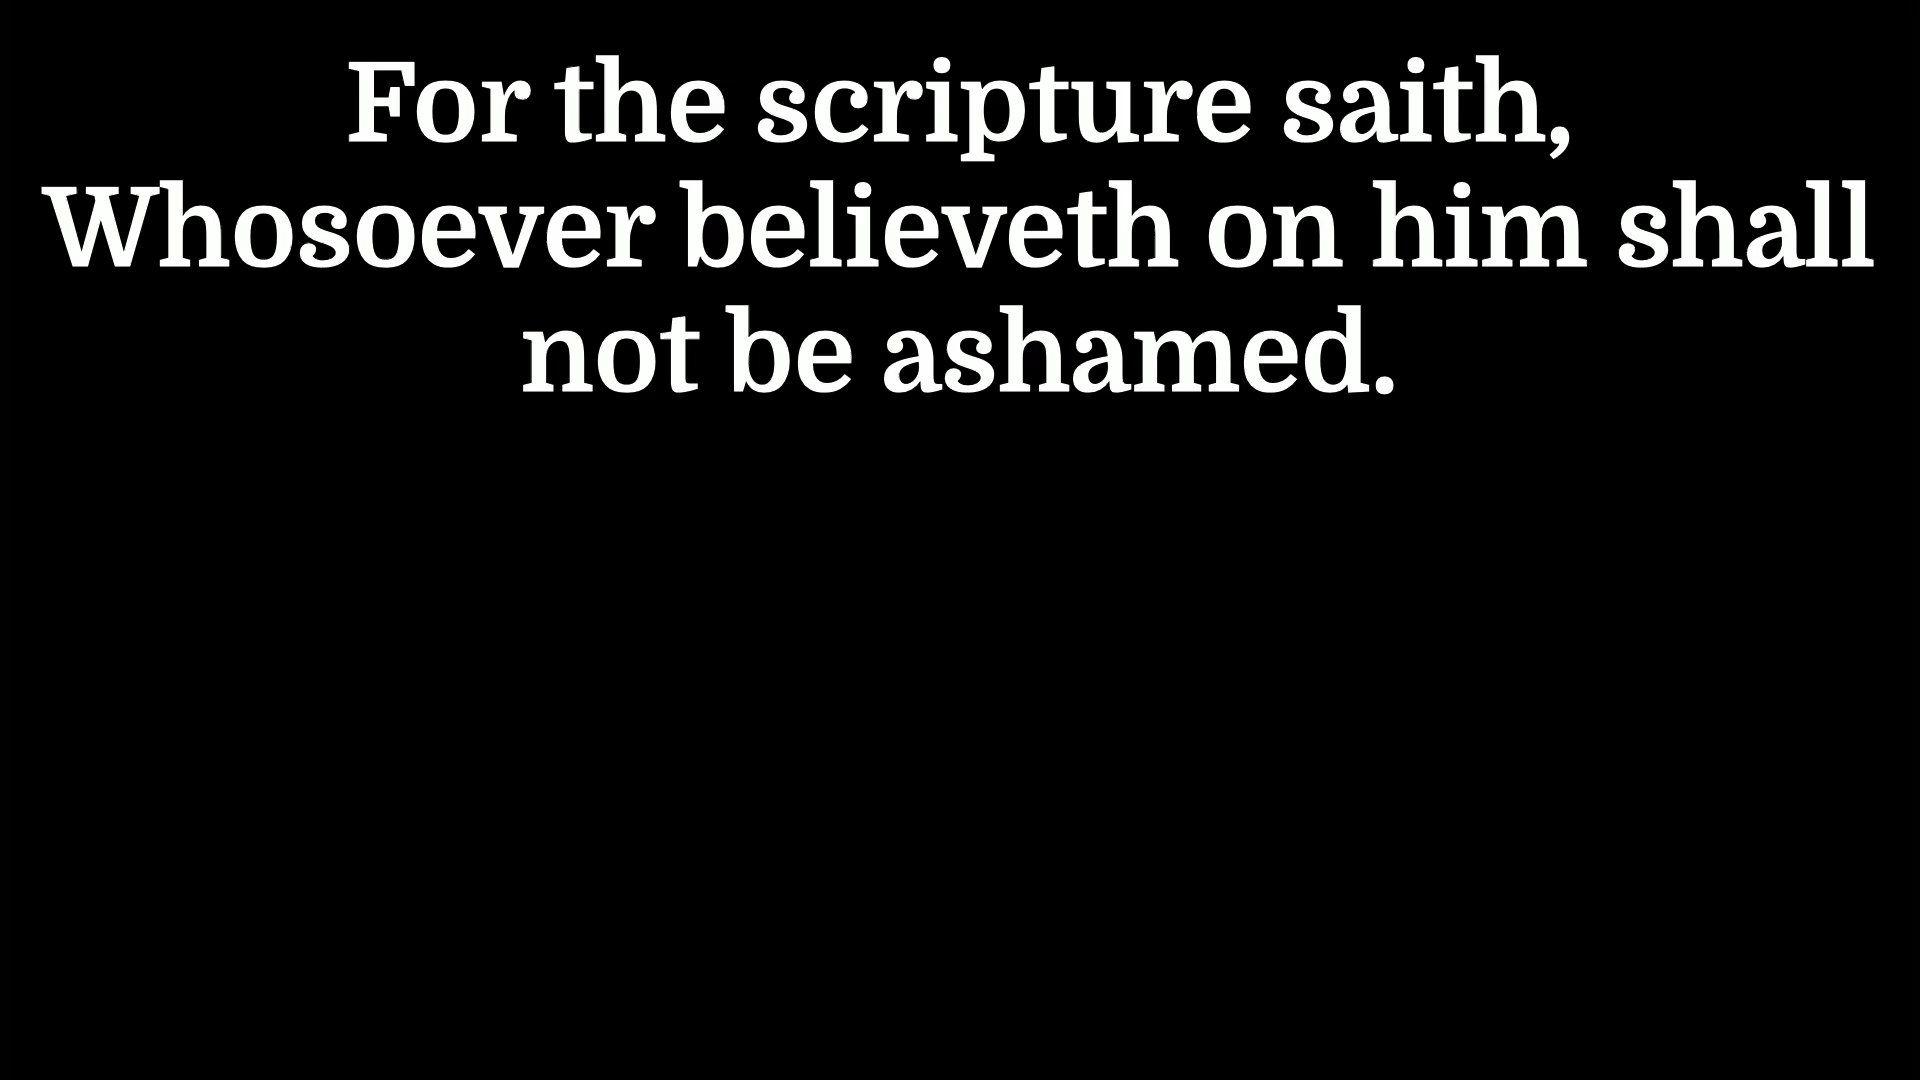 For the scripture saith,
Whosoever believeth on him shall
not be ashamed.